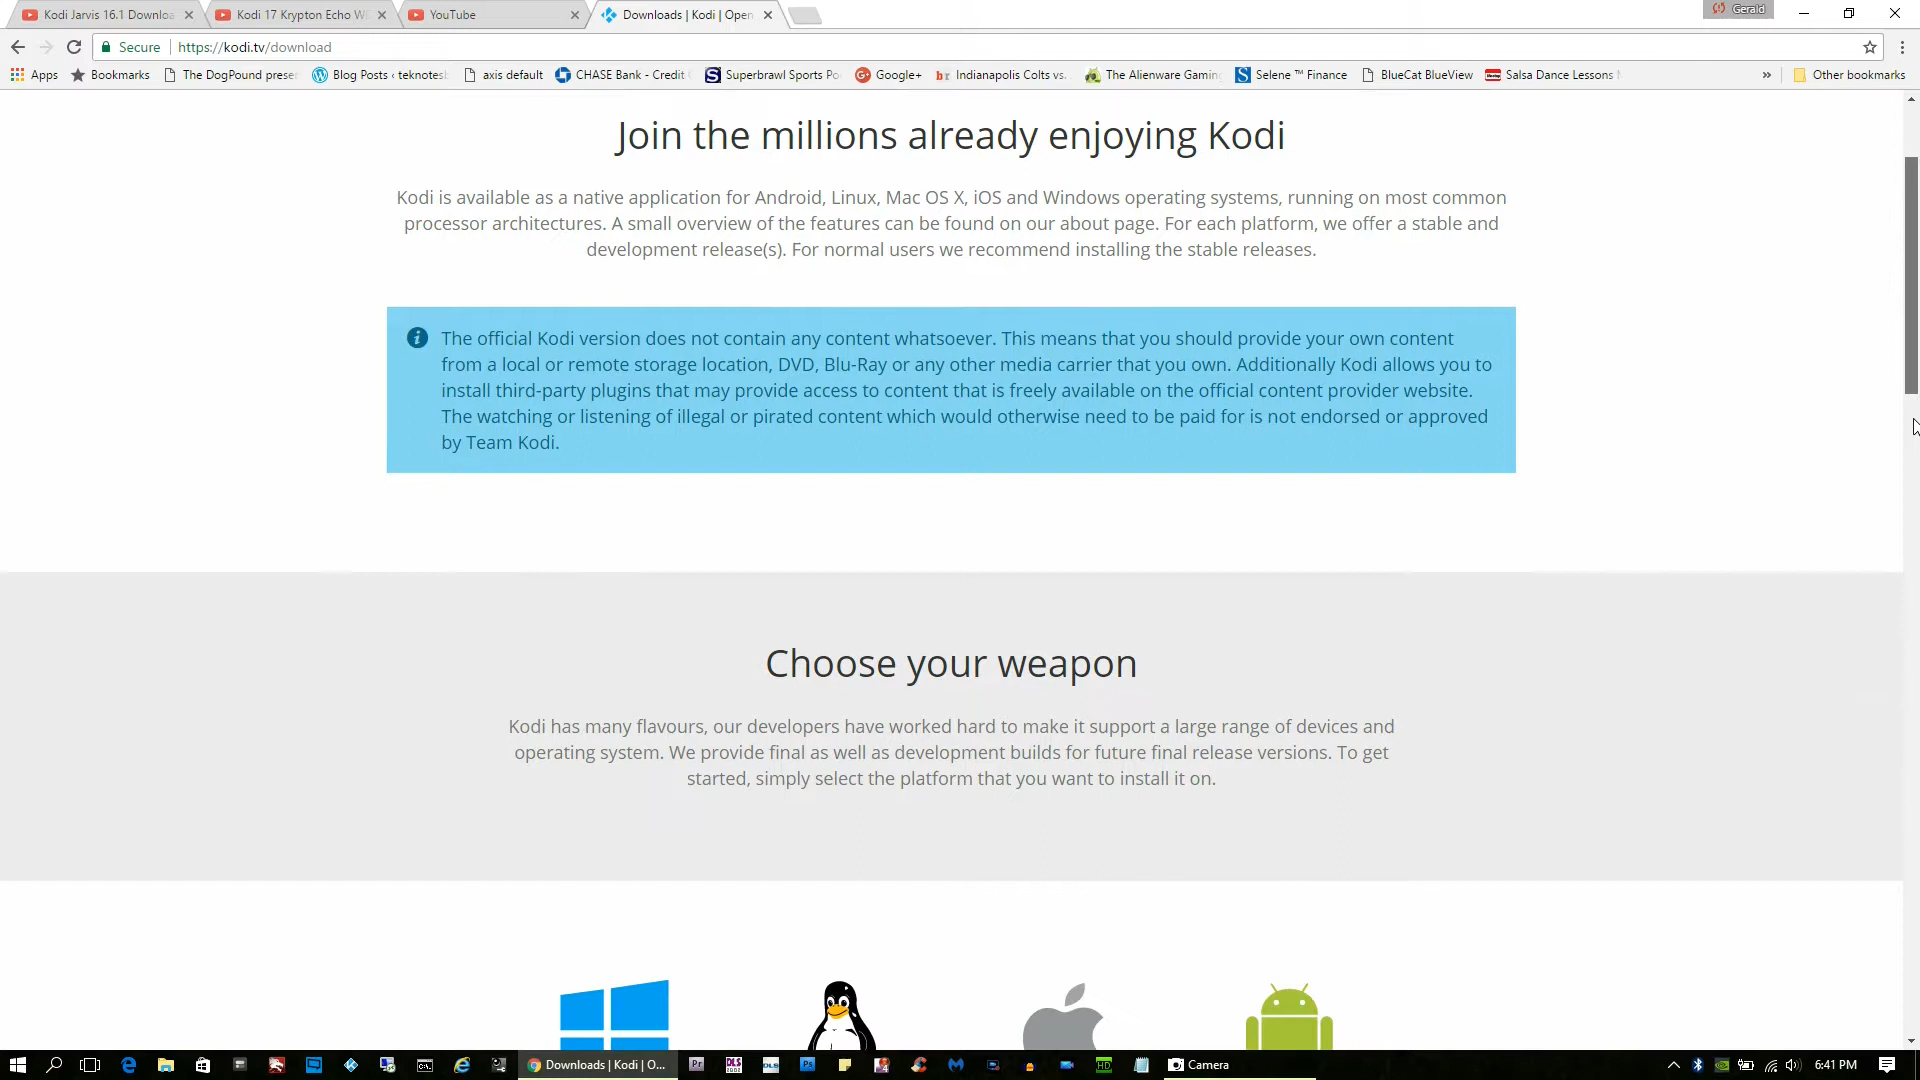 Kodi Jarvis 16.1 Downloa
Kodi 17 Krypton Echo Wi
YouTube
Downloads | Kodi | Open
Gerald
Secure
https://kodi.tv/download
Apps
Bookmarks
The DogPound presen
Blog Posts ‹ teknotes
axis default
CHASE Bank - Credit
Superbrawl Sports Po
Google+
Indianapolis Colts vs.
The Alienware Gaming
Selene ™ Finance
BlueCat BlueView
Salsa Dance Lessons
»
Other bookmarks
Join the millions already enjoying Kodi
Kodi is available as a native application for Android, Linux, Mac OS X, iOS and Windows operating systems, running on most common
processor architectures. A small overview of the features can be found on our about page. For each platform, we offer a stable and
development release(s). For normal users we recommend installing the stable releases.
The official Kodi version does not contain any content whatsoever. This means that you should provide your own content
from a local or remote storage location, DVD, Blu-Ray or any other media carrier that you own. Additionally Kodi allows you to
install third-party plugins that may provide access to content that is freely available on the official content provider website.
The watching or listening of illegal or pirated content which would otherwise need to be paid for is not endorsed or approved
by Team Kodi.
Choose your weapon
Kodi has many flavours, our developers have worked hard to make it support a large range of devices and
operating system. We provide final as well as development builds for future final release versions. To get
started, simply select the platform that you want to install it on.
Downloads | Kodi | O...
Pr
Ps
HD
Camera
6:41 PM